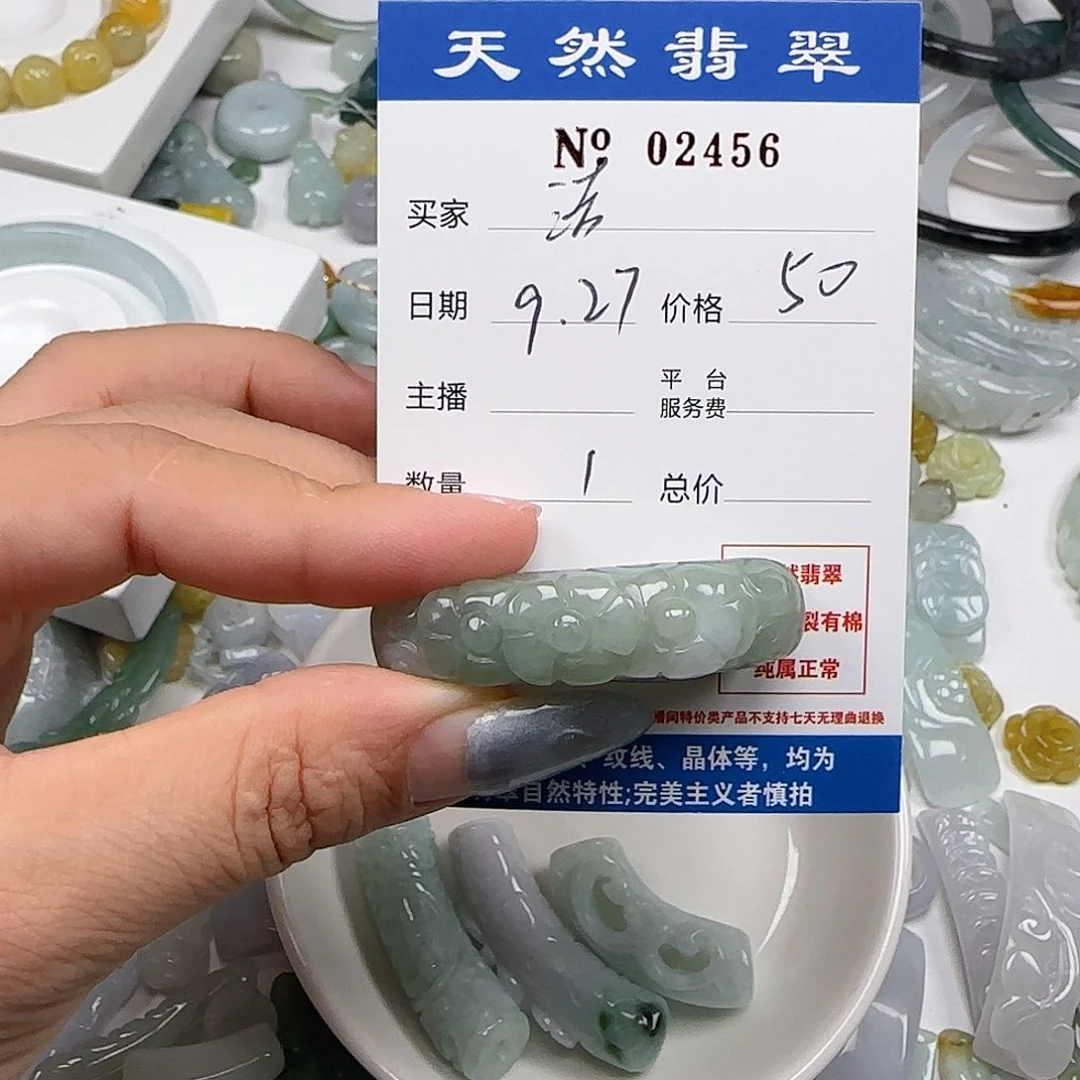 天然翡翠
No 02456
买家 洁
日期 9.27 价格 50
主播
平台
服务费
数量 1 总价
然翡翠
裂有棉
纯属正常
播间特价类产品不支持七天无理由退换
纹线、晶体等，均为
自然特性;完美主义者慎拍